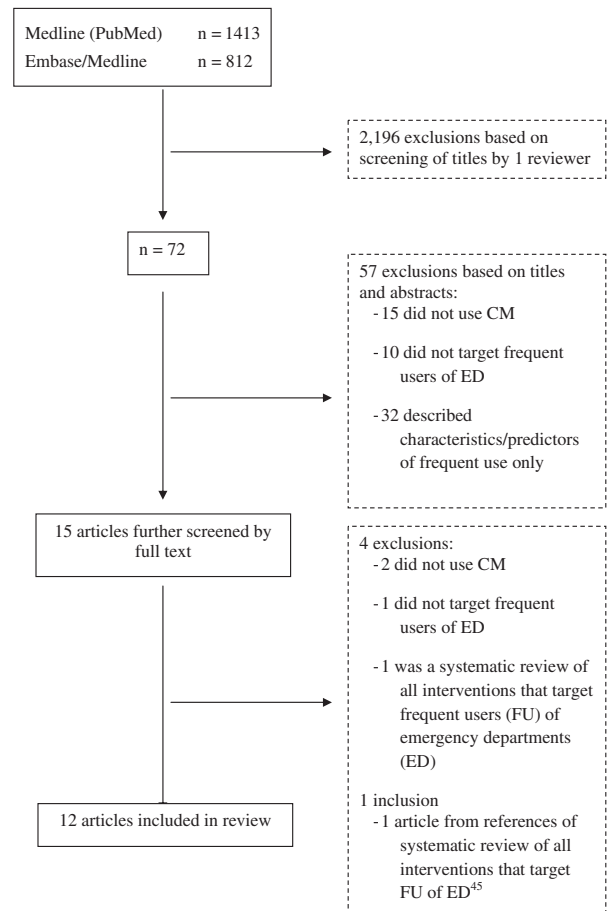 Medline (PubMed) n = 1413
Embase/Medline n = 812
2,196 exclusions based on
screening of titles by 1 reviewer
n = 72
57 exclusions based on titles
and abstracts:
- 15 did not use CM
- 10 did not target frequent
users of ED
- 32 described
characteristics/predictors
of frequent use only
15 articles further screened by
full text
4 exclusions:
- 2 did not use CM
- 1 did not target frequent
users of ED
- 1 was a systematic review of
all interventions that target
frequent users (FU) of
emergency departments
(ED)
1 inclusion
- 1 article from references of
systematic review of all
interventions that target
FU of ED45
12 articles included in review